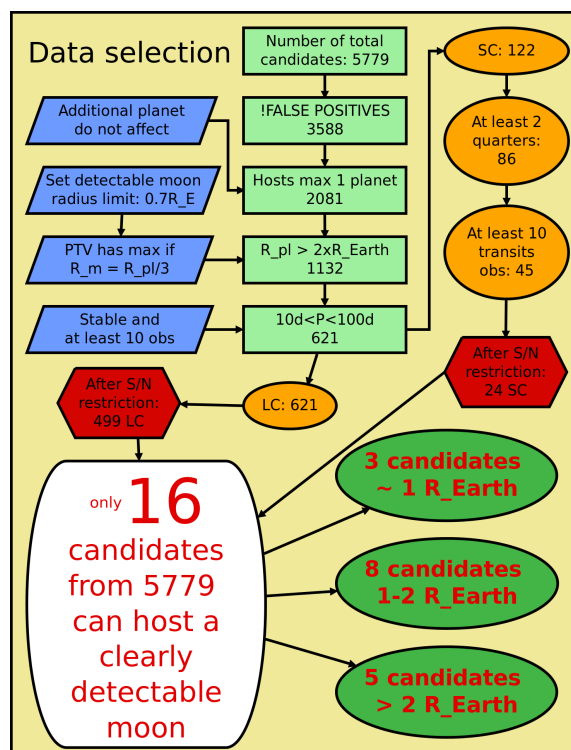 Data selection
Number of total
candidates: 5779
SC: 122
Additional planet
do not affect
!FALSE POSITIVES
3588
At least 2
quarters:
86
Set detectable moon
radius limit: 0.7R_E
Hosts max 1 planet
2081
PTV has max if
R_m = R_pl/3
R_pl > 2xR_Earth
1132
At least 10
transits
obs: 45
Stable and
at least 10 obs
10d<P<100d
621
After S/N
restriction:
24 SC
After S/N
restriction:
499 LC
LC: 621
only 16
candidates
from 5779
can host a
clearly
detectable
moon
3 candidates
~ 1 R_Earth
8 candidates
1-2 R_Earth
5 candidates
> 2 R_Earth